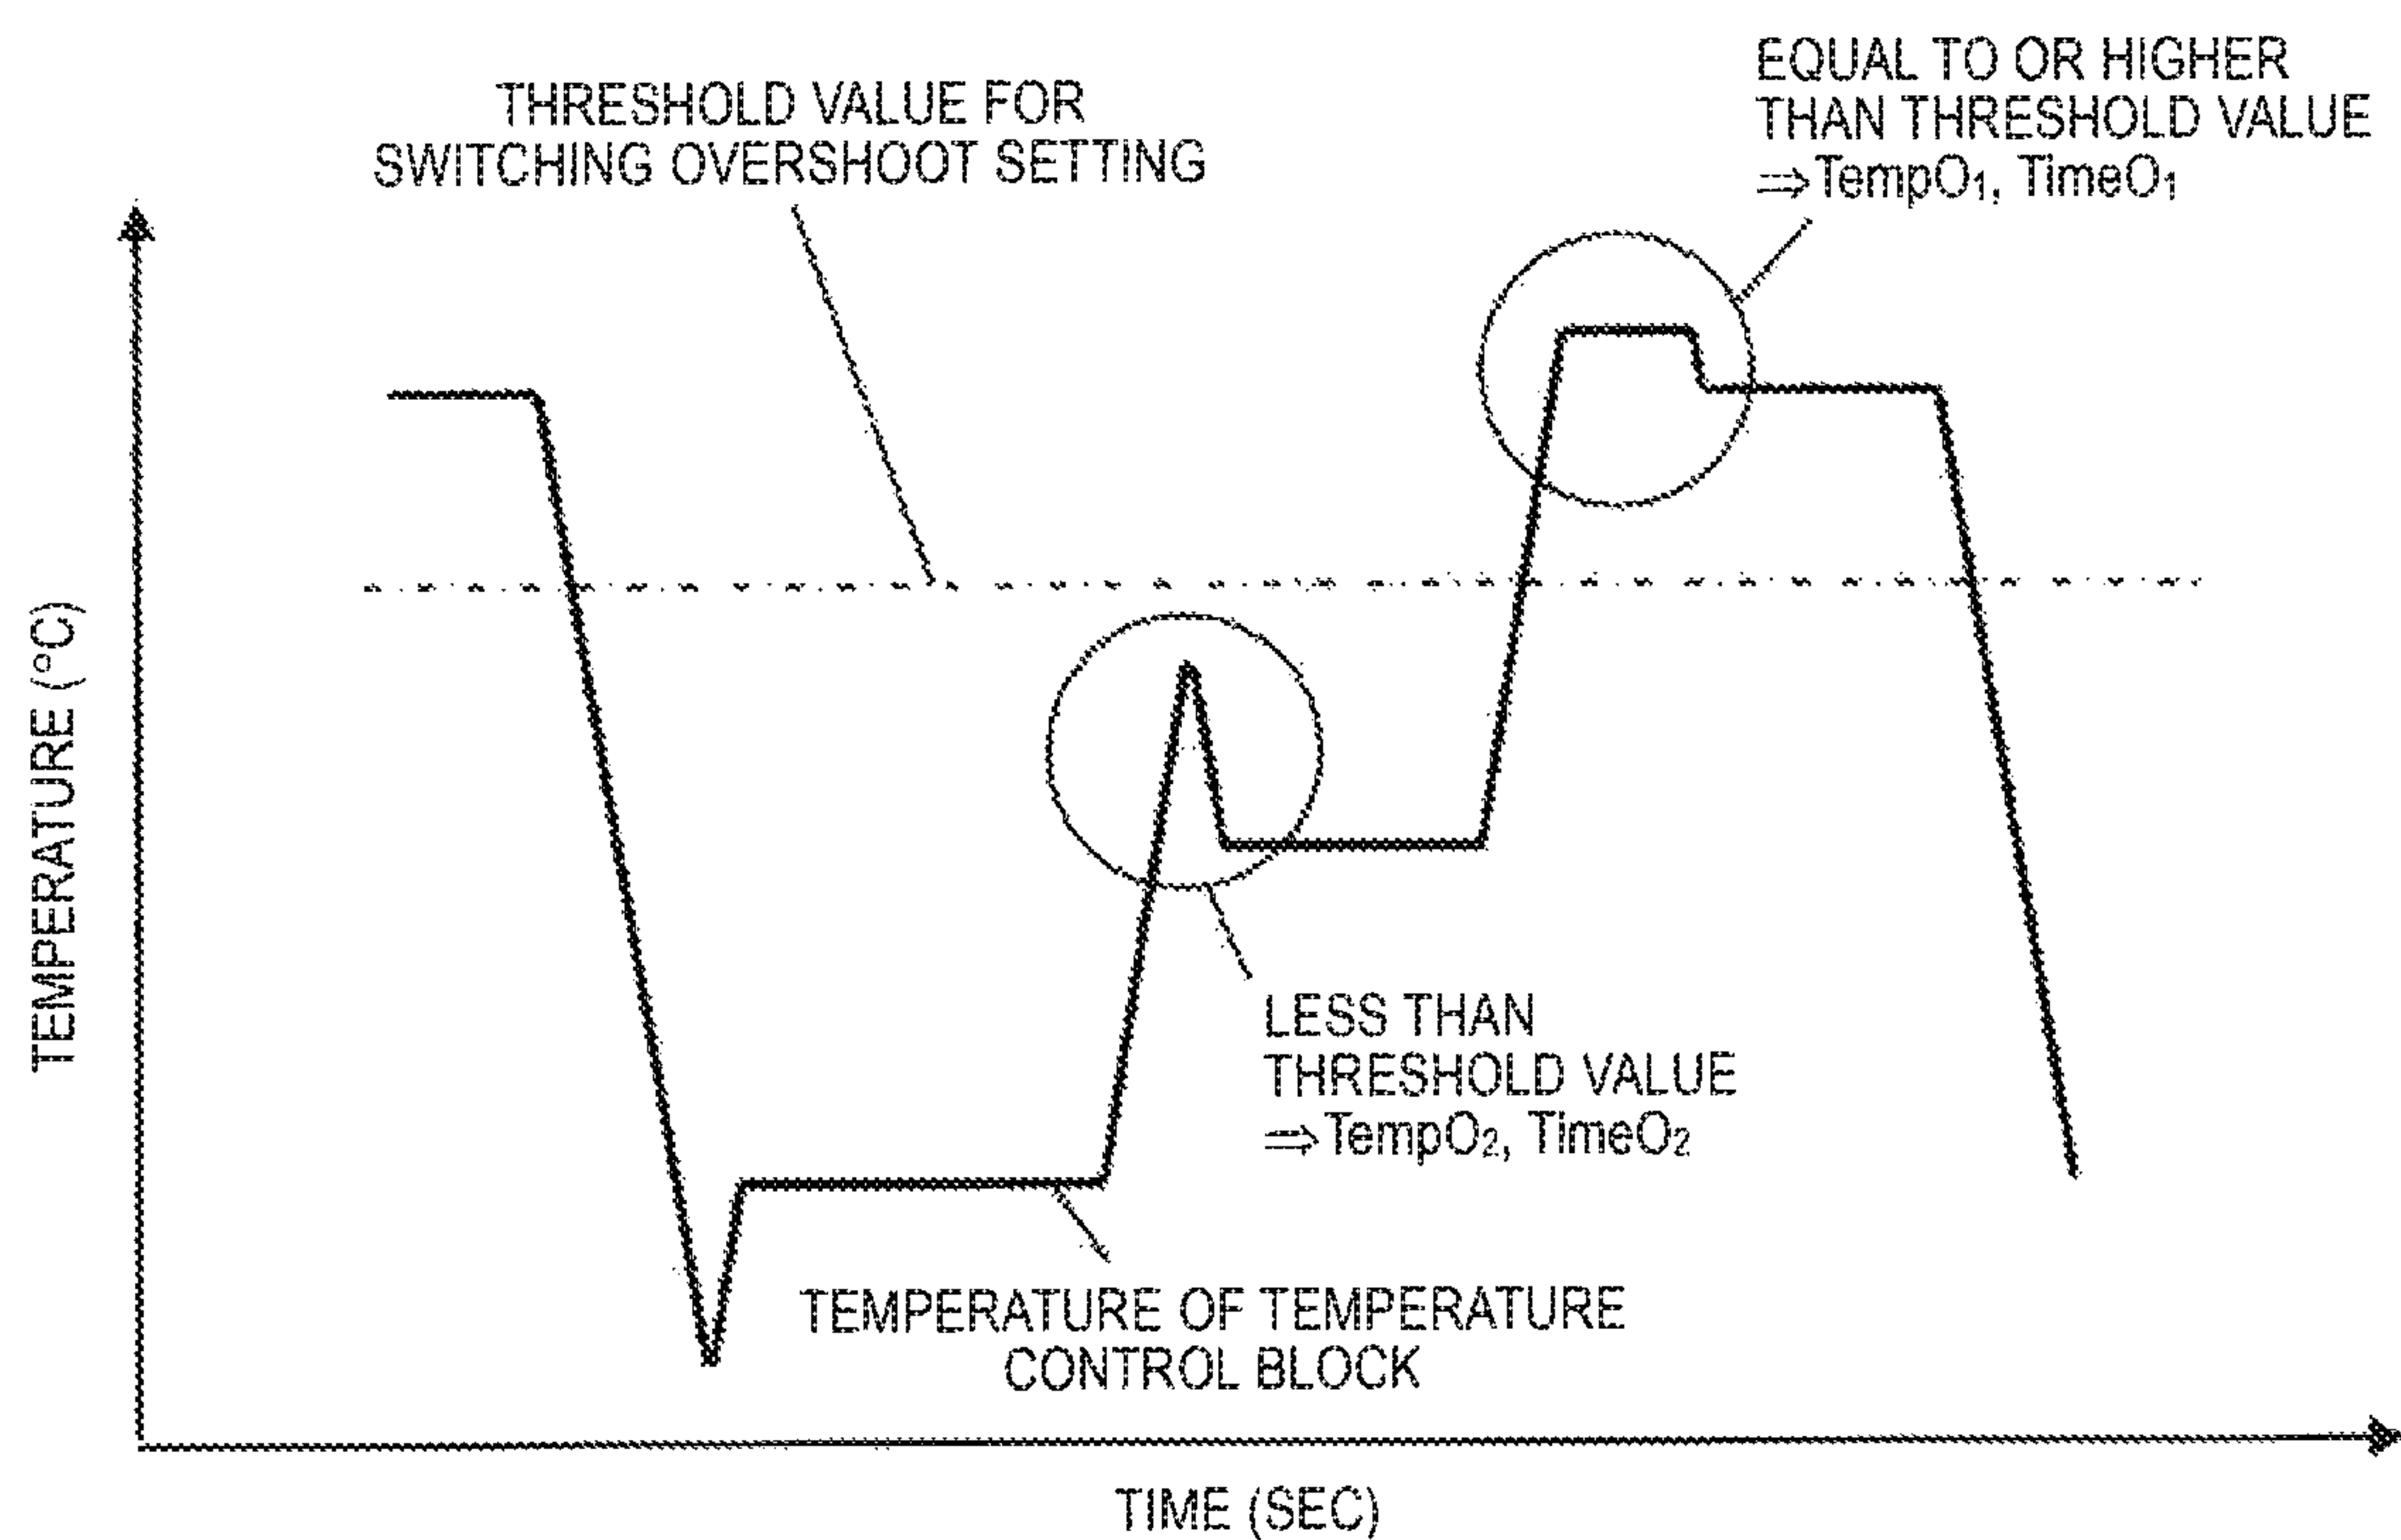 THRESHOLD VALUE FOR
SWITCHING OVERSHOOT SETTING
EQUAL TO OR HIGHER
THAN THRESHOLD VALUE
⇒TempO₁, TimeO₁
TEMPERATURE (°C)
LESS THAN
THRESHOLD VALUE
⇒TempO₂, TimeO₂
TEMPERATURE OF TEMPERATURE
CONTROL BLOCK
TIME (SEC)